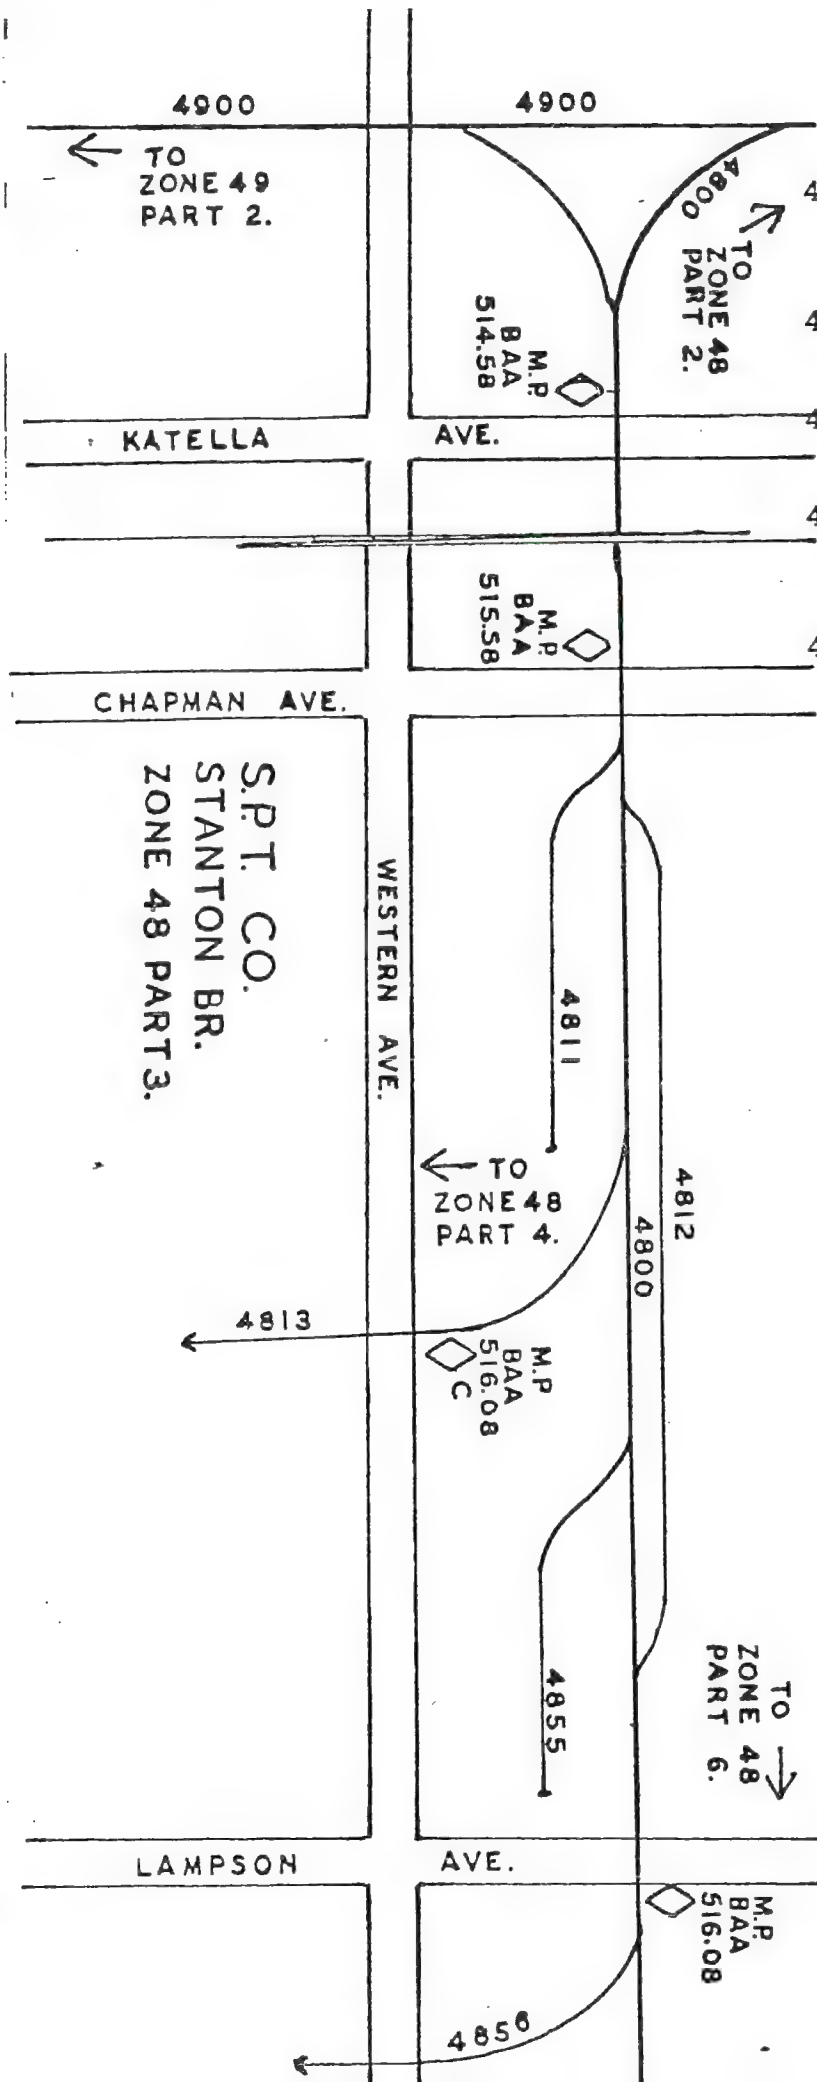 4900
4900
TO
ZONE 49
PART 2.
4800
TO
ZONE 48
PART 2.
M.P.
BAA
514.58
KATELLA AVE.
M.P.
BAA
515.58
CHAPMAN AVE.
S.P.T. CO.
STANTON BR.
ZONE 48 PART 3.
WESTERN AVE.
4811
4812
4800
TO
ZONE 48
PART 4.
4813
M.P
BAA
516.08
C
4855
TO
ZONE 48
PART 6.
LAMPSON AVE.
M.P.
BAA
516.08
4856